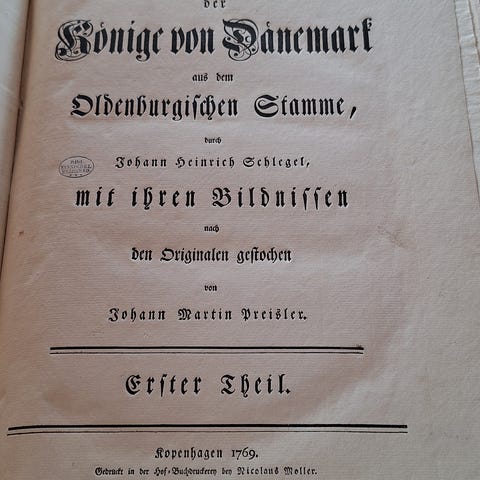 der
Könige von Dänemark
aus dem
Oldenburgischen Stamme,
durch
Johann Heinrich Schlegel,
mit ihren Bildnissen
nach
den Originalen gestochen
von
Johann Martin Preisler.
Erster Theil.
Kopenhagen 1769.
Gedruckt in der Hof-Buchdruckerey bey Nicolaus Moller.